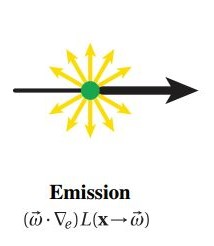 Emission
(ω⃗ · ∇ₑ)L(x→ω⃗)